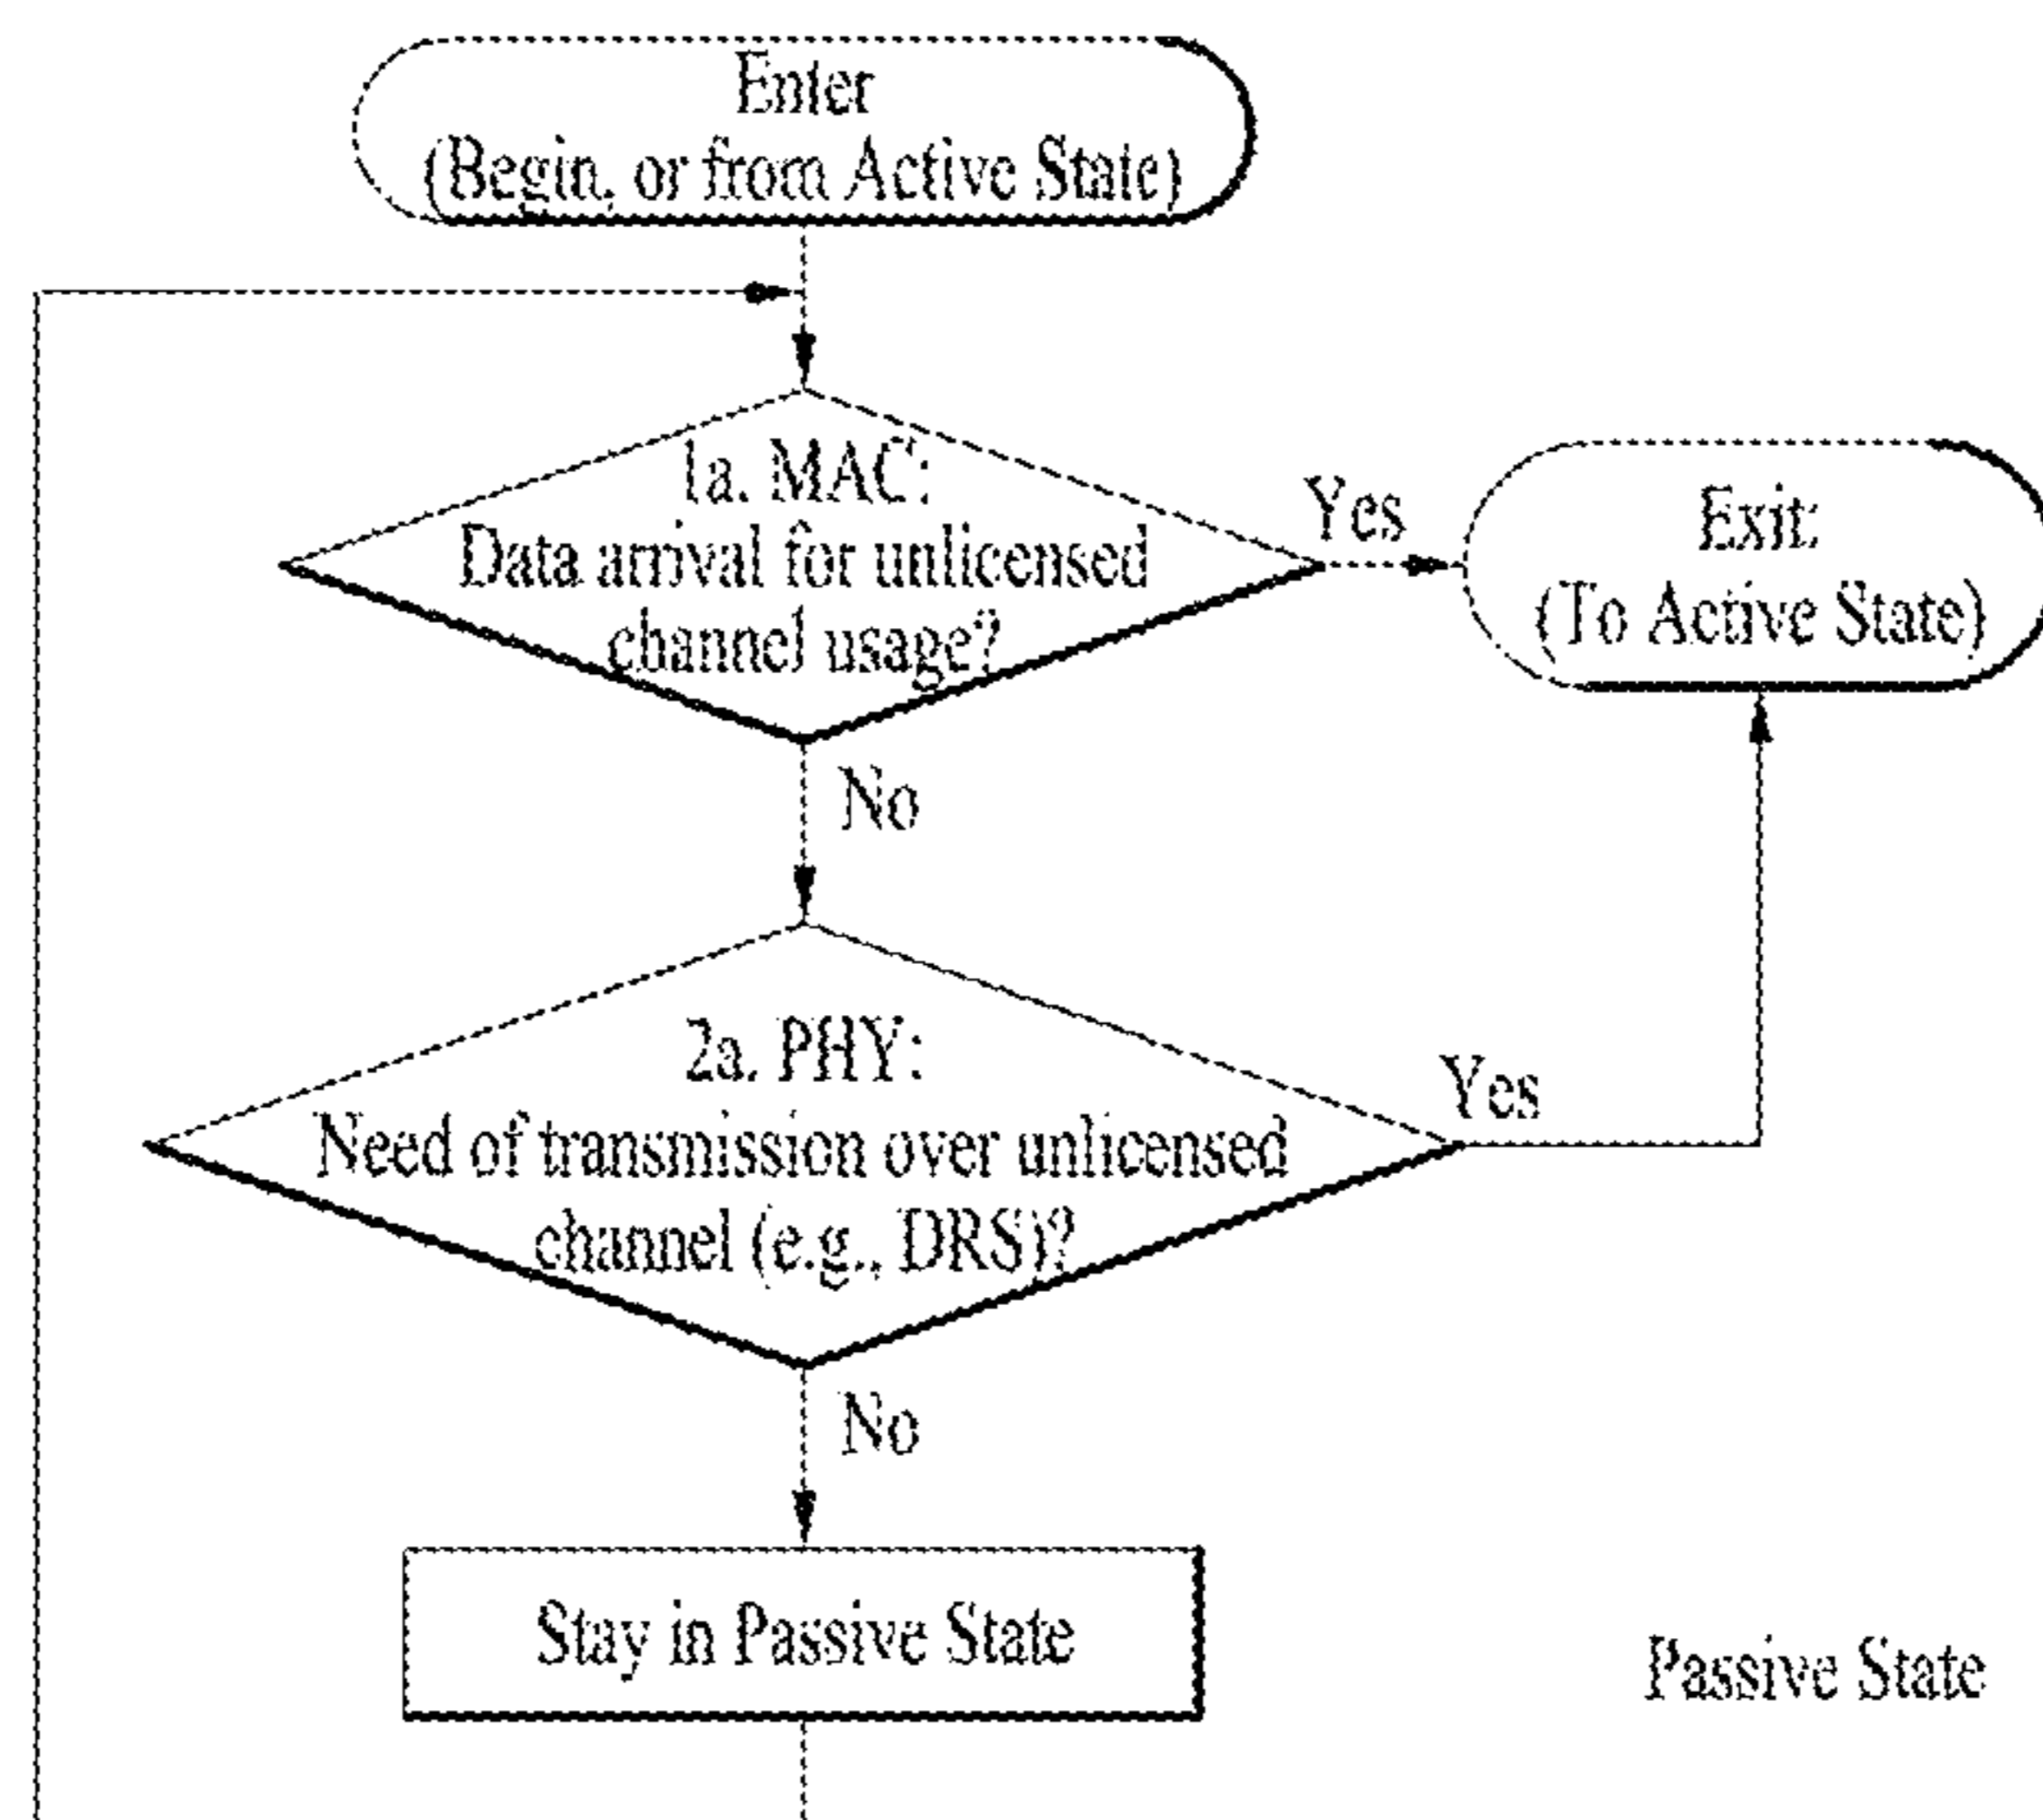 Enter
(Begin, or from Active State)
1a. MAC:
Data arrival for unlicensed
channel usage?
Yes
Exit:
(To Active State)
No
2a. PHY:
Need of transmission over unlicensed
channel (e.g., DRS)?
Yes
No
Stay in Passive State
Passive State